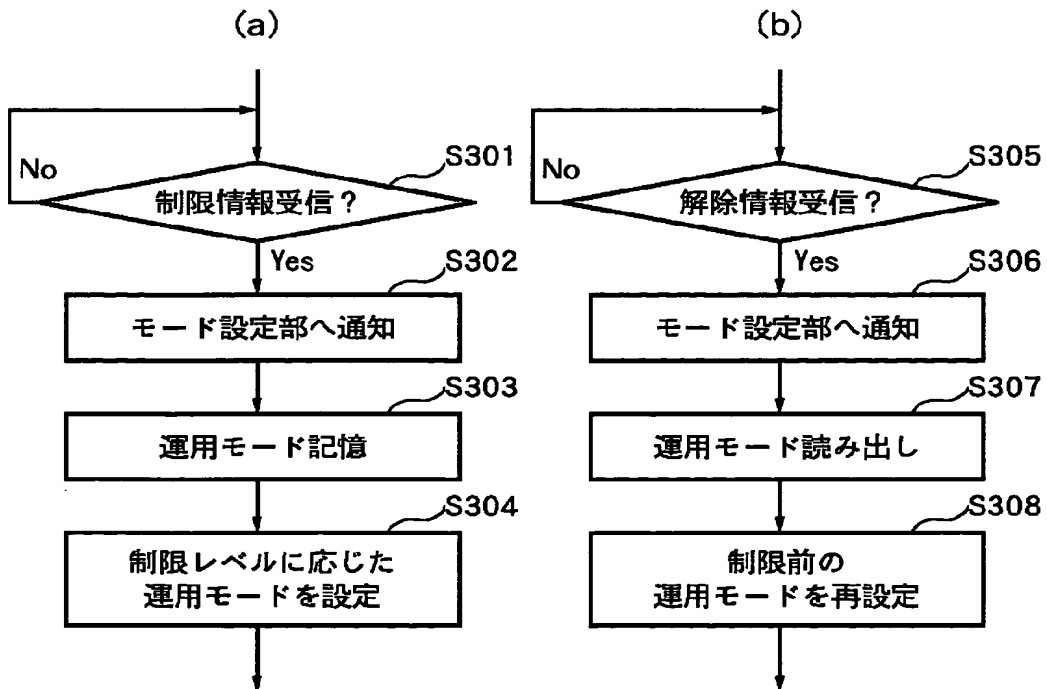 (a)
No
S301
制限情報受信？
Yes
S302
モード設定部へ通知
S303
運用モード記憶
S304
制限レベルに応じた
運用モードを設定
(b)
No
S305
解除情報受信？
Yes
S306
モード設定部へ通知
S307
運用モード読み出し
S308
制限前の
運用モードを再設定